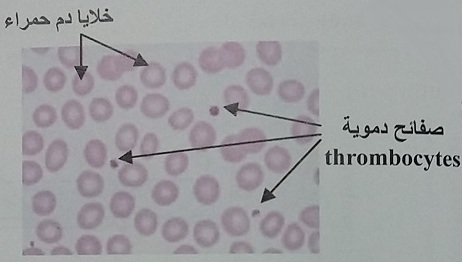 خلايا دم حمراء
صفائح دموية
thrombocytes